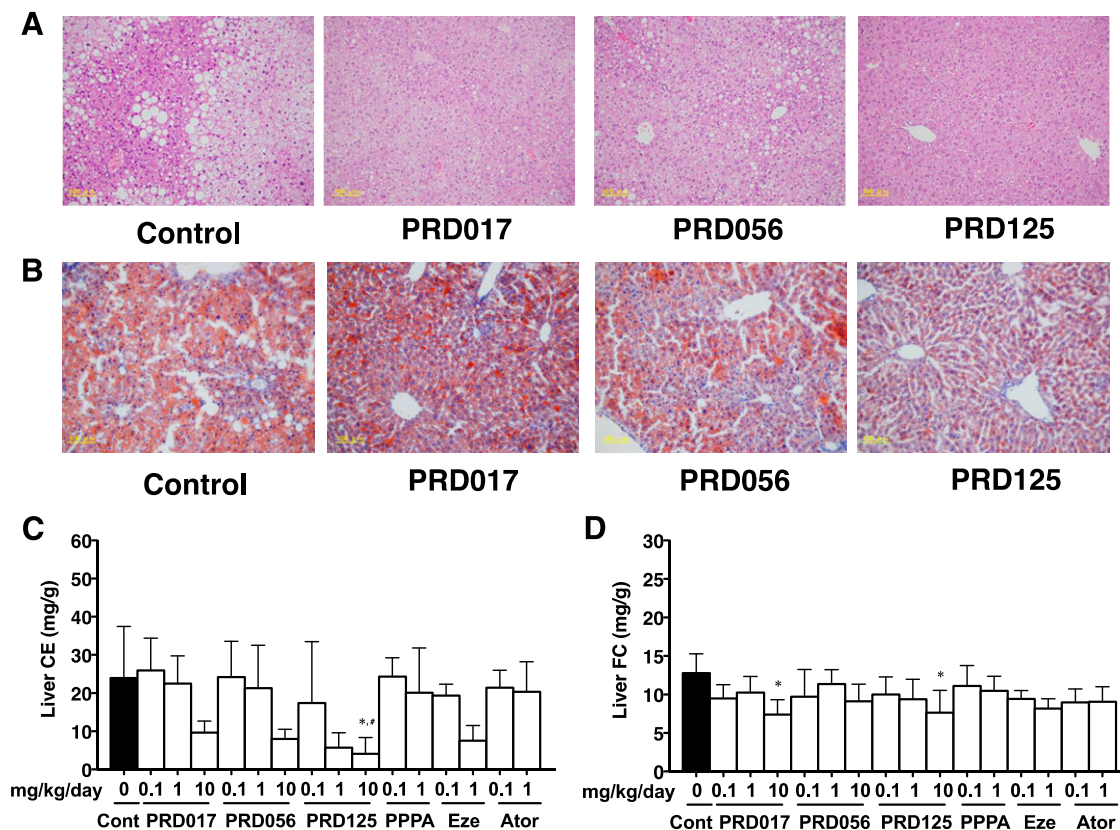 A
Control PRD017 PRD056 PRD125
B
Control PRD017 PRD056 PRD125
C
60
50
40
30
20
10
0
Liver CE (mg/g)
*,#
mg/kg/day 0 0.1 1 10 0.1 1 10 0.1 1 10 0.1 1 0.1 1 0.1 1
Cont PRD017 PRD056 PRD125 PPPA Eze Ator
D
30
25
20
15
10
5
0
Liver FC (mg/g)
* *
mg/kg/day 0 0.1 1 10 0.1 1 10 0.1 1 10 0.1 1 0.1 1 0.1 1
Cont PRD017 PRD056 PRD125 PPPA Eze Ator